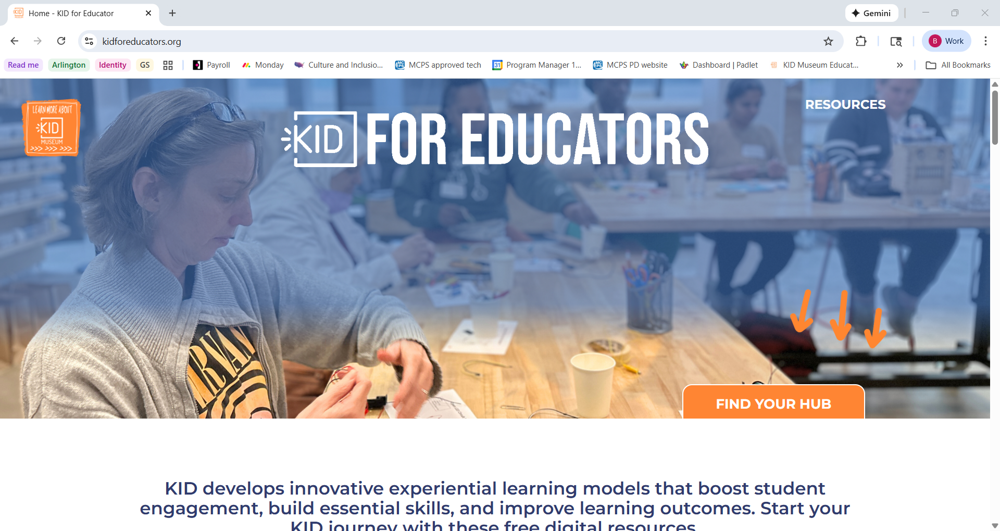 Home - KID for Educator
Gemini
kidforeducators.org
B Work
Read me Arlington Identity GS Payroll Monday Culture and Inclusio... MCPS approved tech 31 Program Manager 1... MCPS PD website Dashboard | Padlet KID Museum Educat... All Bookmarks
LEARN MORE ABOUT
KID
MUSEUM
RESOURCES
KID FOR EDUCATORS
FIND YOUR HUB
KID develops innovative experiential learning models that boost student
engagement, build essential skills, and improve learning outcomes. Start your
KID journey with these free digital resources